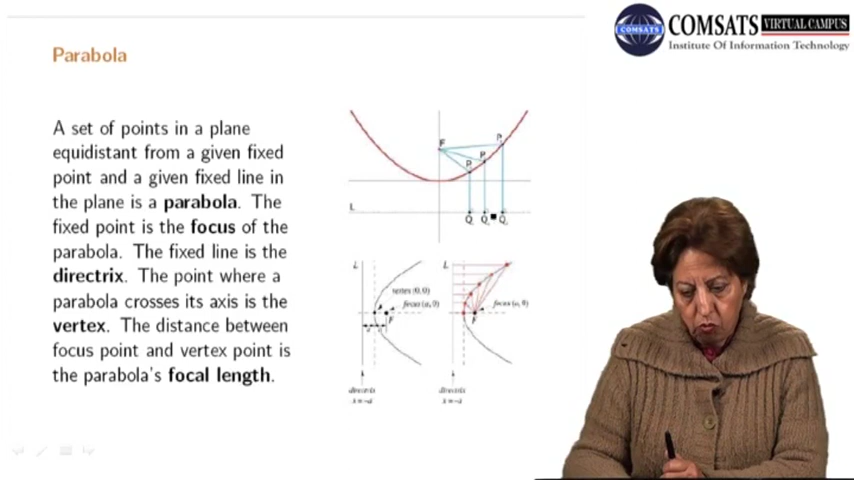 Parabola
A set of points in a plane
equidistant from a given fixed
point and a given fixed line in
the plane is a parabola. The
fixed point is the focus of the
parabola. The fixed line is the
directrix. The point where a
parabola crosses its axis is the
vertex. The distance between
focus point and vertex point is
the parabola's focal length.
COMSATS VIRTUAL CAMPUS
Institute Of Information Technology
COMSATS
F
P
P
P
L
Q
Q
Q
L
vertex (0, 0)
focus (a, 0)
F
directrix
x = -a
L
focus (a, 0)
F
directrix
x = -a